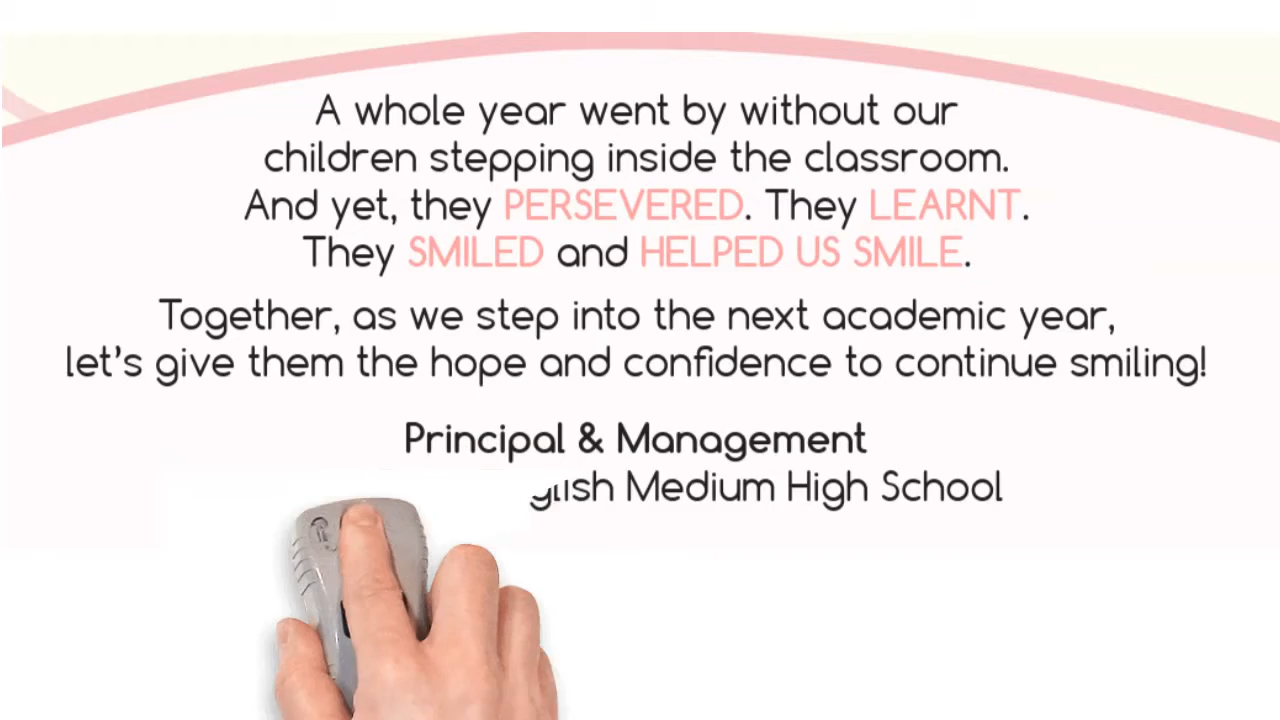 A whole year went by without our
children stepping inside the classroom.
And yet, they PERSEVERED. They LEARNT.
They SMILED and HELPED US SMILE.
Together, as we step into the next academic year,
let's give them the hope and confidence to continue smiling!
Principal & Management
Medium High School